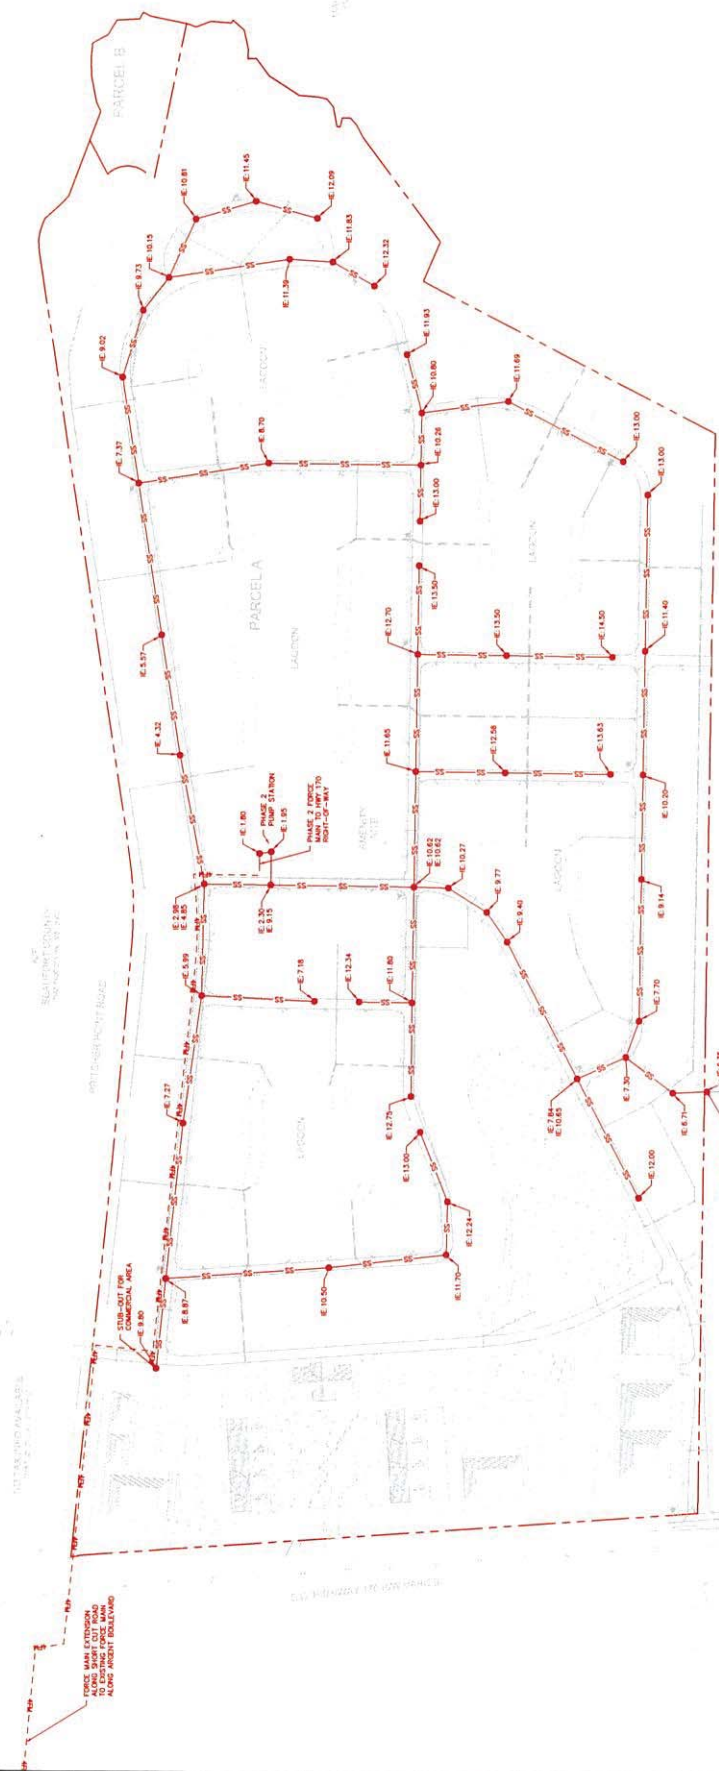 PARCEL B
IE:10.81
IE:11.45
IE:12.09
IE:10.15
IE:9.73
IE:11.39
IE:11.83
IE:12.32
IE:9.02
IE:11.93
IE:10.80
IE:11.69
LAGOON
IE:7.37
IE:8.70
IE:10.26
IE:13.00
IE:13.00
IE:13.00
PARCEL A
LAGOON
LAGOON
IE:13.50
IE:5.57
IE:12.70
IE:13.50
IE:14.50
IE:11.40
IE:4.32
IE:11.65
IE:12.58
IE:13.63
IE:10.20
IE:1.80
PHASE 2
PUMP STATION
IE:1.95
PHASE 2 FORCE
MAIN TO HWY 170
RIGHT-OF-WAY
AMENITY
SITE
LAGOON
IE:2.98
IE:4.85
IE:2.30
IE:9.15
IE:10.62
IE:10.62
IE:10.27
IE:9.77
IE:9.40
IE:9.14
IE:5.99
IE:7.18
IE:12.34
IE:11.80
IE:7.70
IE:7.30
IE:7.84
IE:10.65
IE:6.71
IE:7.27
LAGOON
IE:12.75
IE:13.00
IE:12.24
IE:11.70
IE:12.00
IE:8.87
IE:10.50
STUB-OUT FOR
COMMERCIAL AREA
IE:9.80
FORCE MAIN EXTENSION
ALONG SHORT CUT ROAD
TO EXISTING FORCE MAIN
ALONG ARGENT BOULEVARD
SS
4FM